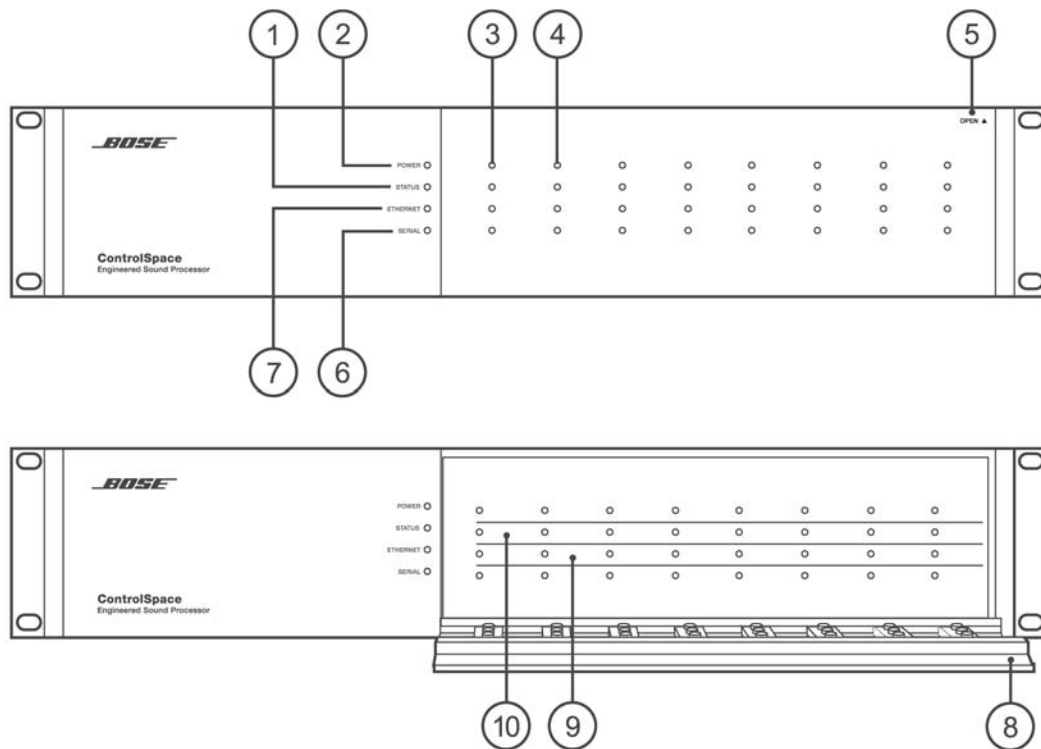 1
2
3
4
5
OPEN ▲
BOSE
POWER
STATUS
ETHERNET
SERIAL
ControlSpace
Engineered Sound Processor
7
6
BOSE
POWER
STATUS
ETHERNET
SERIAL
ControlSpace
Engineered Sound Processor
10
9
8